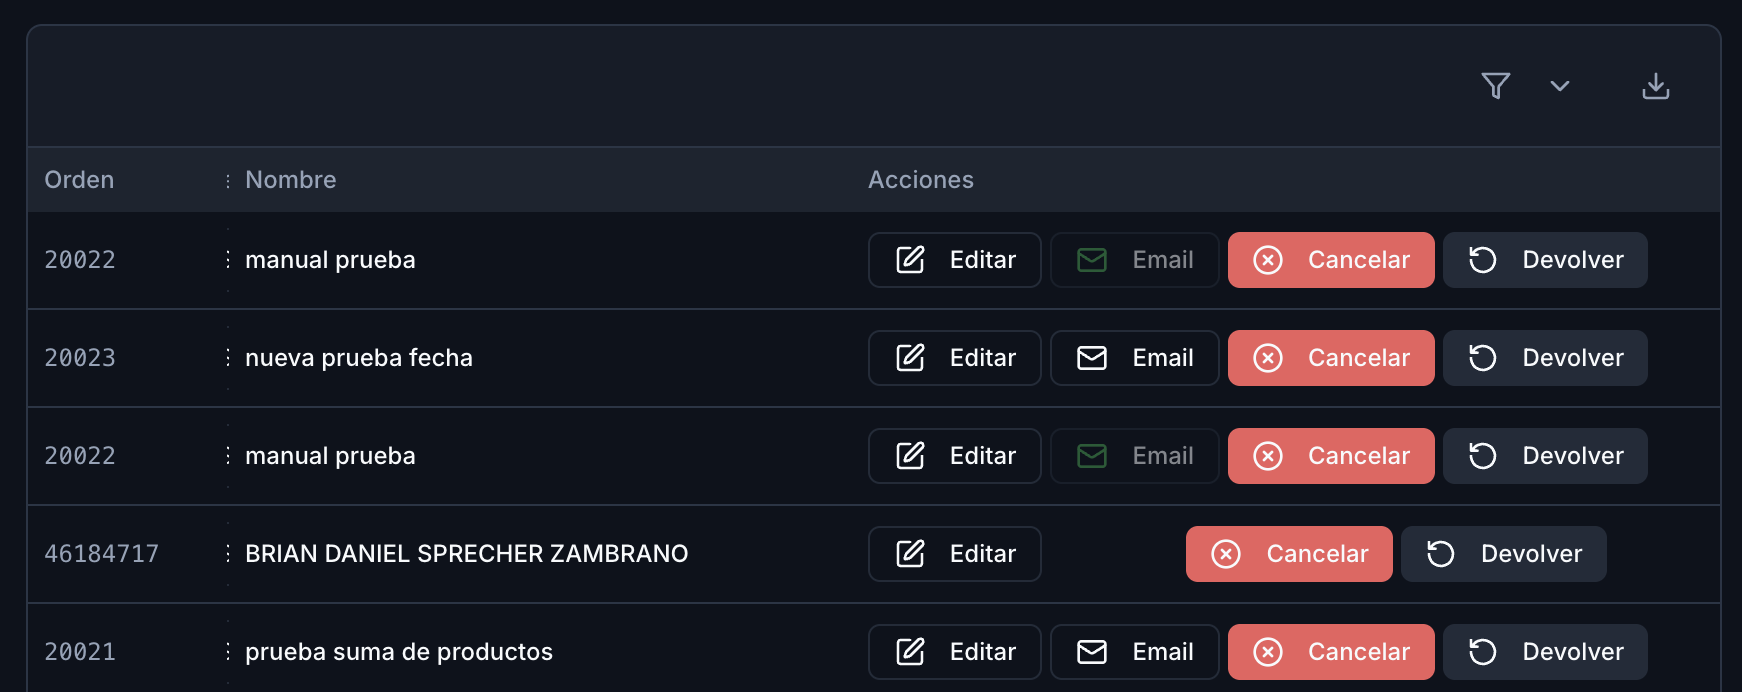 Orden Nombre Acciones
20022 manual prueba Editar Email Cancelar Devolver
20023 nueva prueba fecha Editar Email Cancelar Devolver
20022 manual prueba Editar Email Cancelar Devolver
46184717 BRIAN DANIEL SPRECHER ZAMBRANO Editar Cancelar Devolver
20021 prueba suma de productos Editar Email Cancelar Devolver